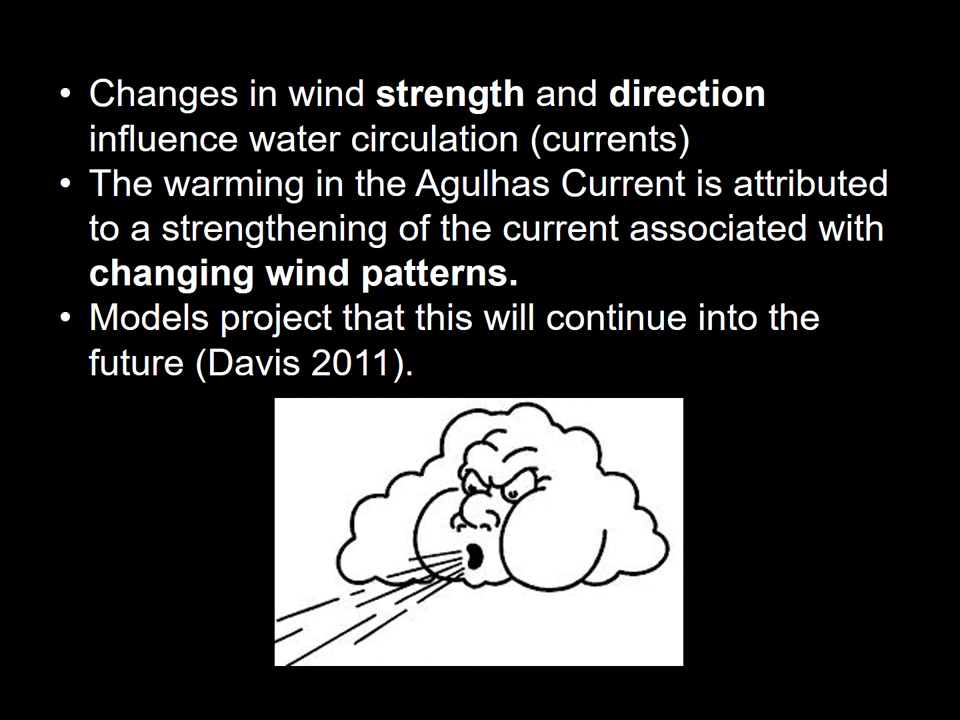 • Changes in wind strength and direction
influence water circulation (currents)
• The warming in the Agulhas Current is attributed
to a strengthening of the current associated with
changing wind patterns.
• Models project that this will continue into the
future (Davis 2011).